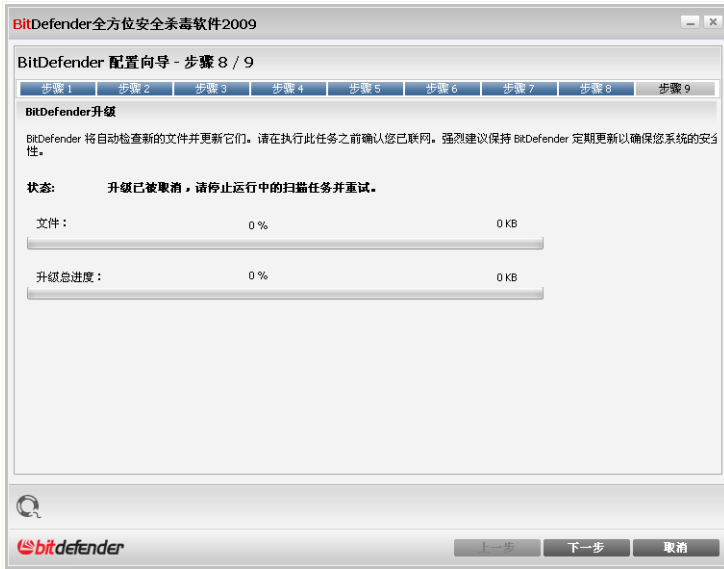 BitDefender全方位安全杀毒软件2009
BitDefender 配置向导 - 步骤 8 / 9
步骤 1 步骤 2 步骤 3 步骤 4 步骤 5 步骤 6 步骤 7 步骤 8 步骤 9
BitDefender升级
BitDefender 将自动检查新的文件并更新它们。请在执行此任务之前确认您已联网。强烈建议保持 BitDefender 定期更新以确保您系统的安全
性。
状态: 升级已被取消，请停止运行中的扫描任务并重试。
文件： 0 % 0 KB
升级总进度： 0 % 0 KB
bitdefender
上一步 下一步 取消